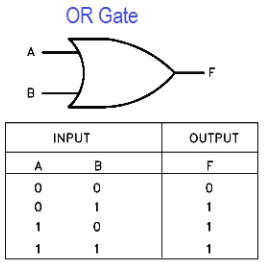 OR Gate
A
F
B
INPUT OUTPUT
A B F
0 0 0
0 1 1
1 0 1
1 1 1